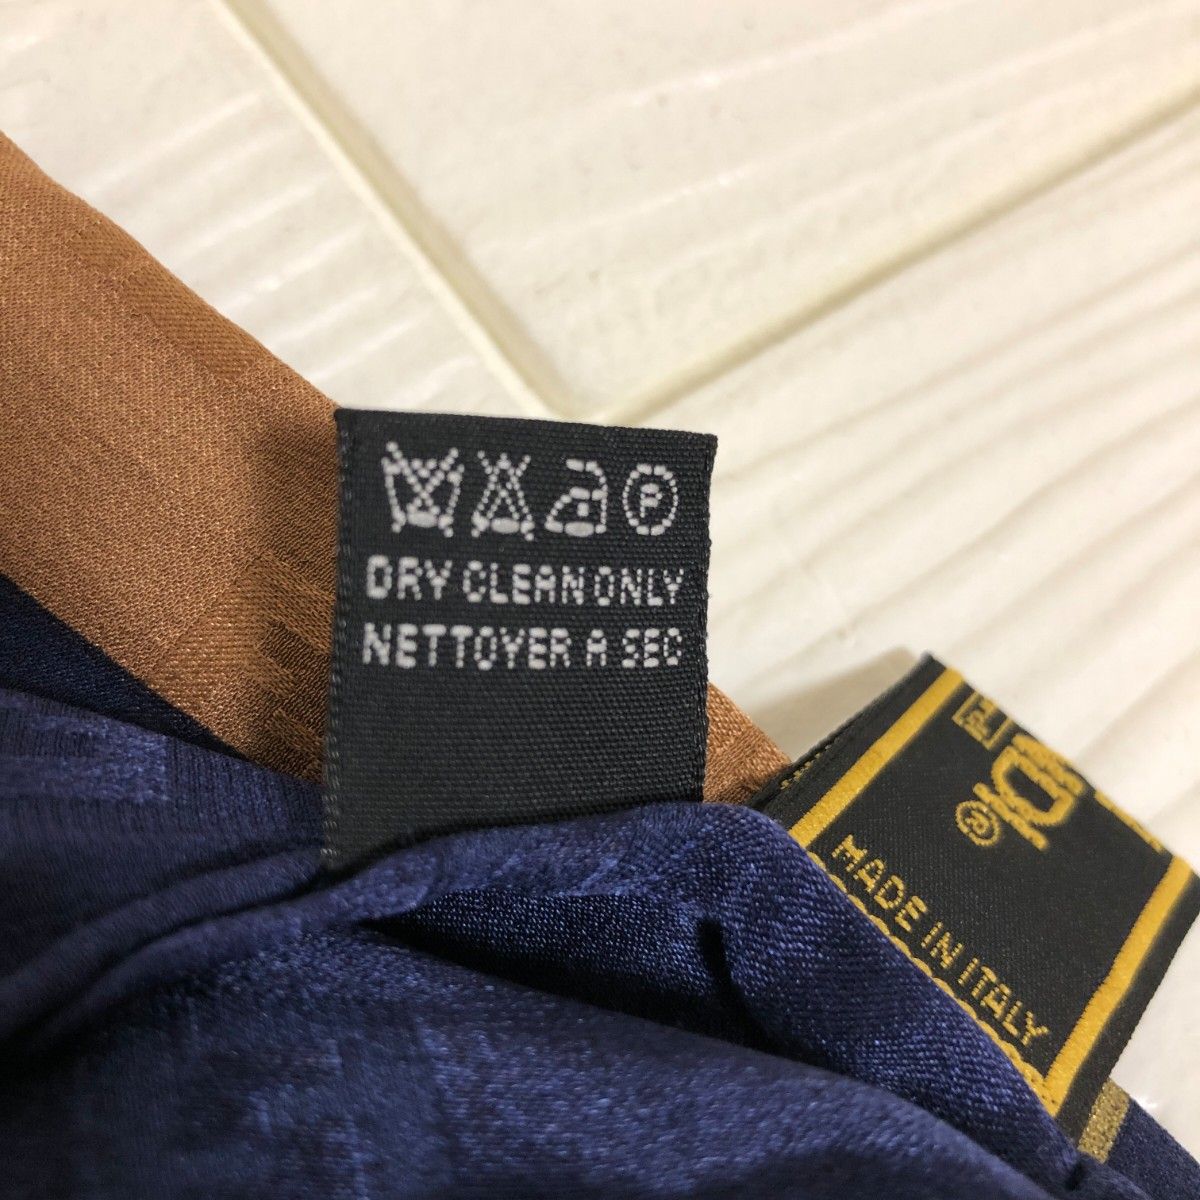 P
DRY CLEAN ONLY
NETTOYER A SEC
®
MADE IN ITALY